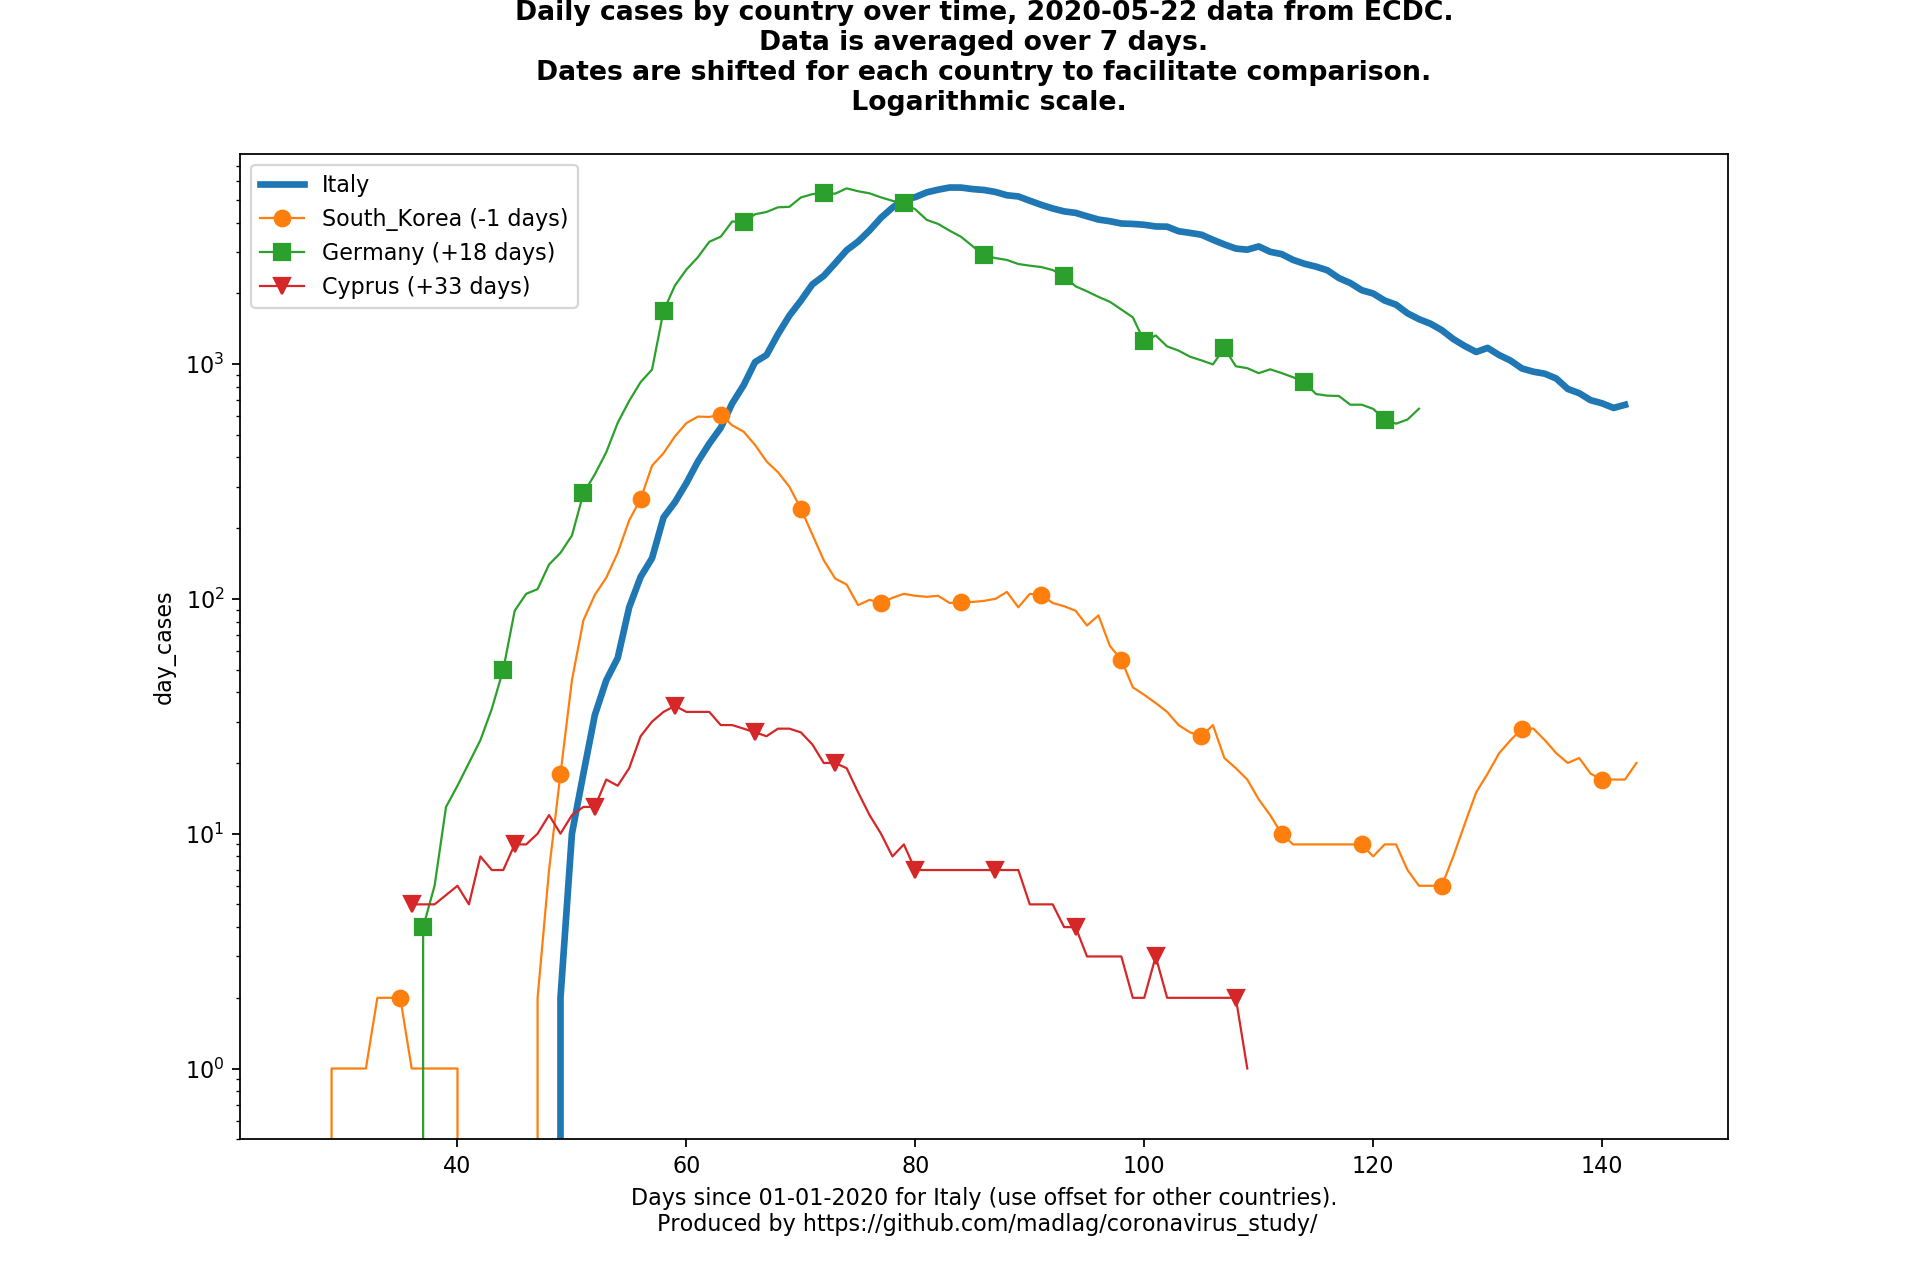 Daily cases by country over time, 2020-05-22 data from ECDC.
Data is averaged over 7 days.
Dates are shifted for each country to facilitate comparison.
Logarithmic scale.
Italy
South_Korea (-1 days)
Germany (+18 days)
Cyprus (+33 days)
10³
10²
10¹
10⁰
day_cases
40 60 80 100 120 140
Days since 01-01-2020 for Italy (use offset for other countries).
Produced by https://github.com/madlag/coronavirus_study/